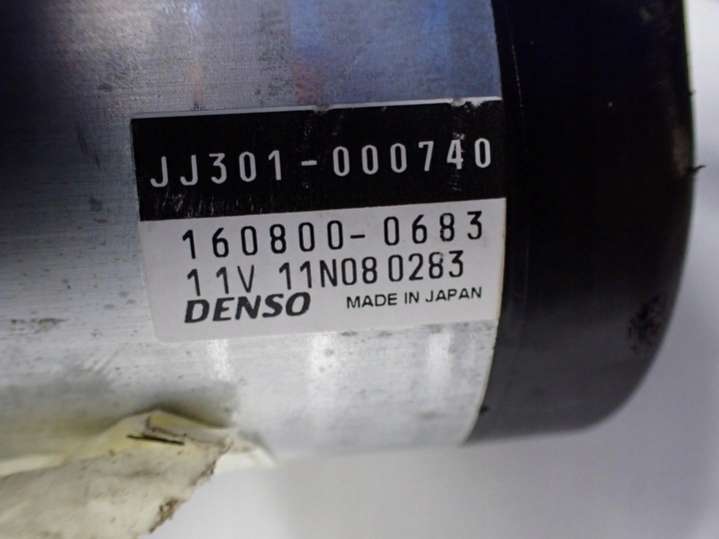 JJ301-000740
160800-0683
11V 11N080283
DENSO MADE IN JAPAN